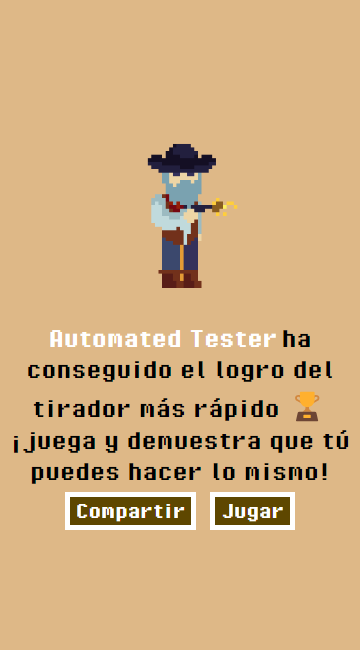 Automated Tester ha
conseguido el logro del
tirador más rápido 🏆
¡juega y demuestra que tú
puedes hacer lo mismo!
Compartir Jugar